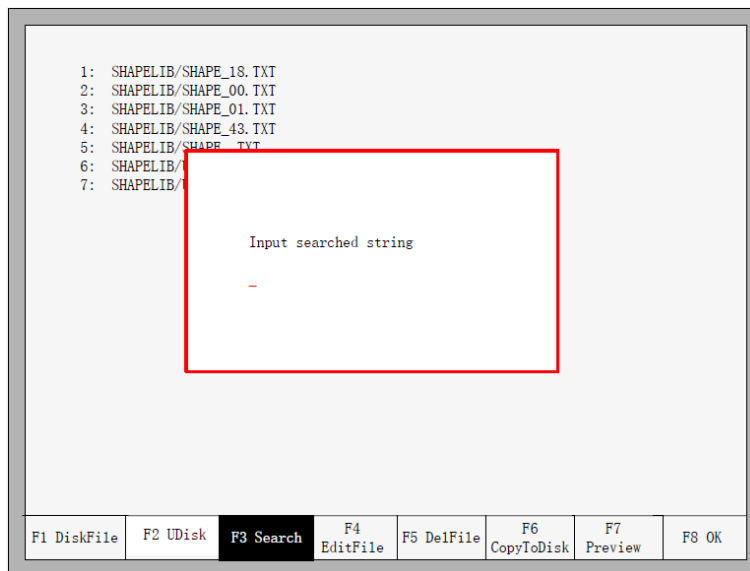 1: SHAPELIB/SHAPE_18.TXT
2: SHAPELIB/SHAPE_00.TXT
3: SHAPELIB/SHAPE_01.TXT
4: SHAPELIB/SHAPE_43.TXT
5: SHAPELIB/SHAPE_ .TXT
6: SHAPELIB/
7: SHAPELIB/
Input searched string
_
F1 DiskFile F2 UDisk F3 Search F4 EditFile F5 DelFile F6 CopyToDisk F7 Preview F8 OK